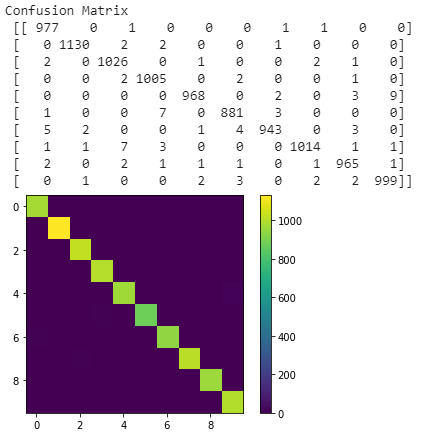 Confusion Matrix
[[ 977 0 1 0 0 0 1 1 0 0]
[ 0 1130 2 2 0 0 1 0 0 0]
[ 2 0 1026 0 1 0 0 2 1 0]
[ 0 0 2 1005 0 2 0 0 1 0]
[ 0 0 0 0 968 0 2 0 3 9]
[ 1 0 0 7 0 881 3 0 0 0]
[ 5 2 0 0 1 4 943 0 3 0]
[ 1 1 7 3 0 0 0 1014 1 1]
[ 2 0 2 1 1 1 0 1 965 1]
[ 0 1 0 0 2 3 0 2 2 999]]
0
2
4
6
8
0 2 4 6 8
1000
800
600
400
200
0